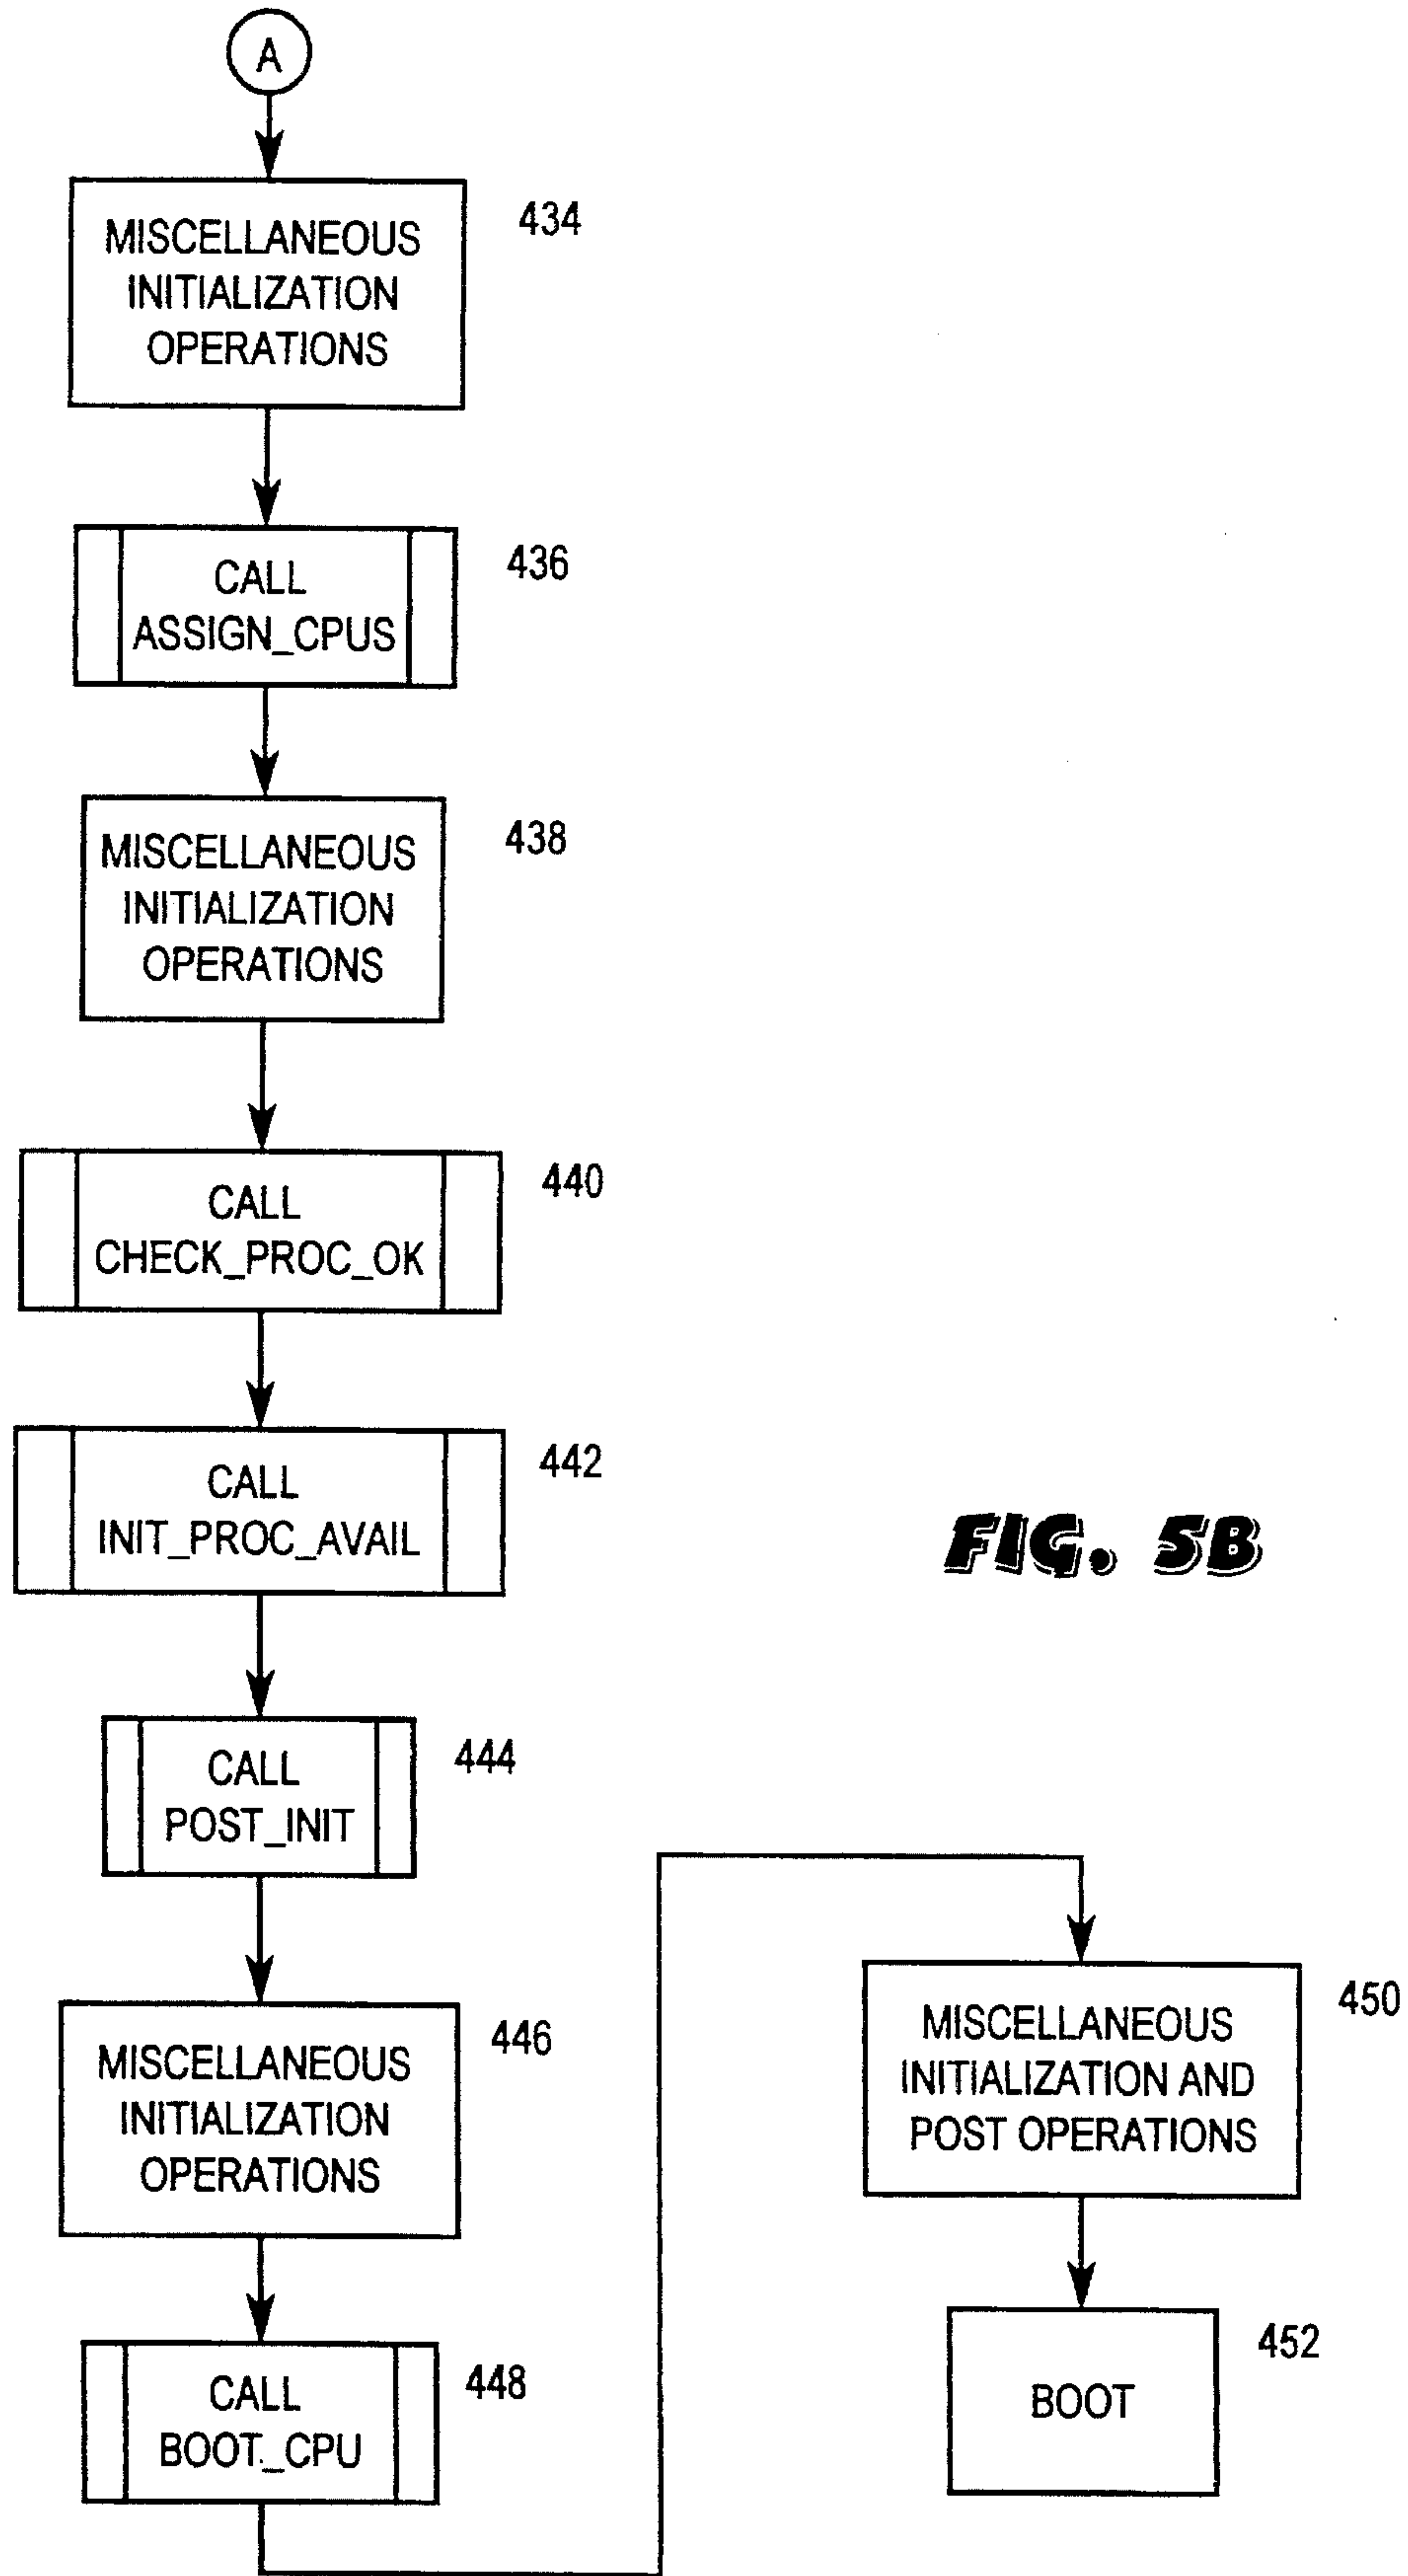 A
MISCELLANEOUS
INITIALIZATION
OPERATIONS
434
CALL
ASSIGN_CPUS
436
MISCELLANEOUS
INITIALIZATION
OPERATIONS
438
CALL
CHECK_PROC_OK
440
CALL
INIT_PROC_AVAIL
442
FIG. 5B
CALL
POST_INIT
444
MISCELLANEOUS
INITIALIZATION
OPERATIONS
446
CALL
BOOT_CPU
448
MISCELLANEOUS
INITIALIZATION AND
POST OPERATIONS
450
BOOT
452